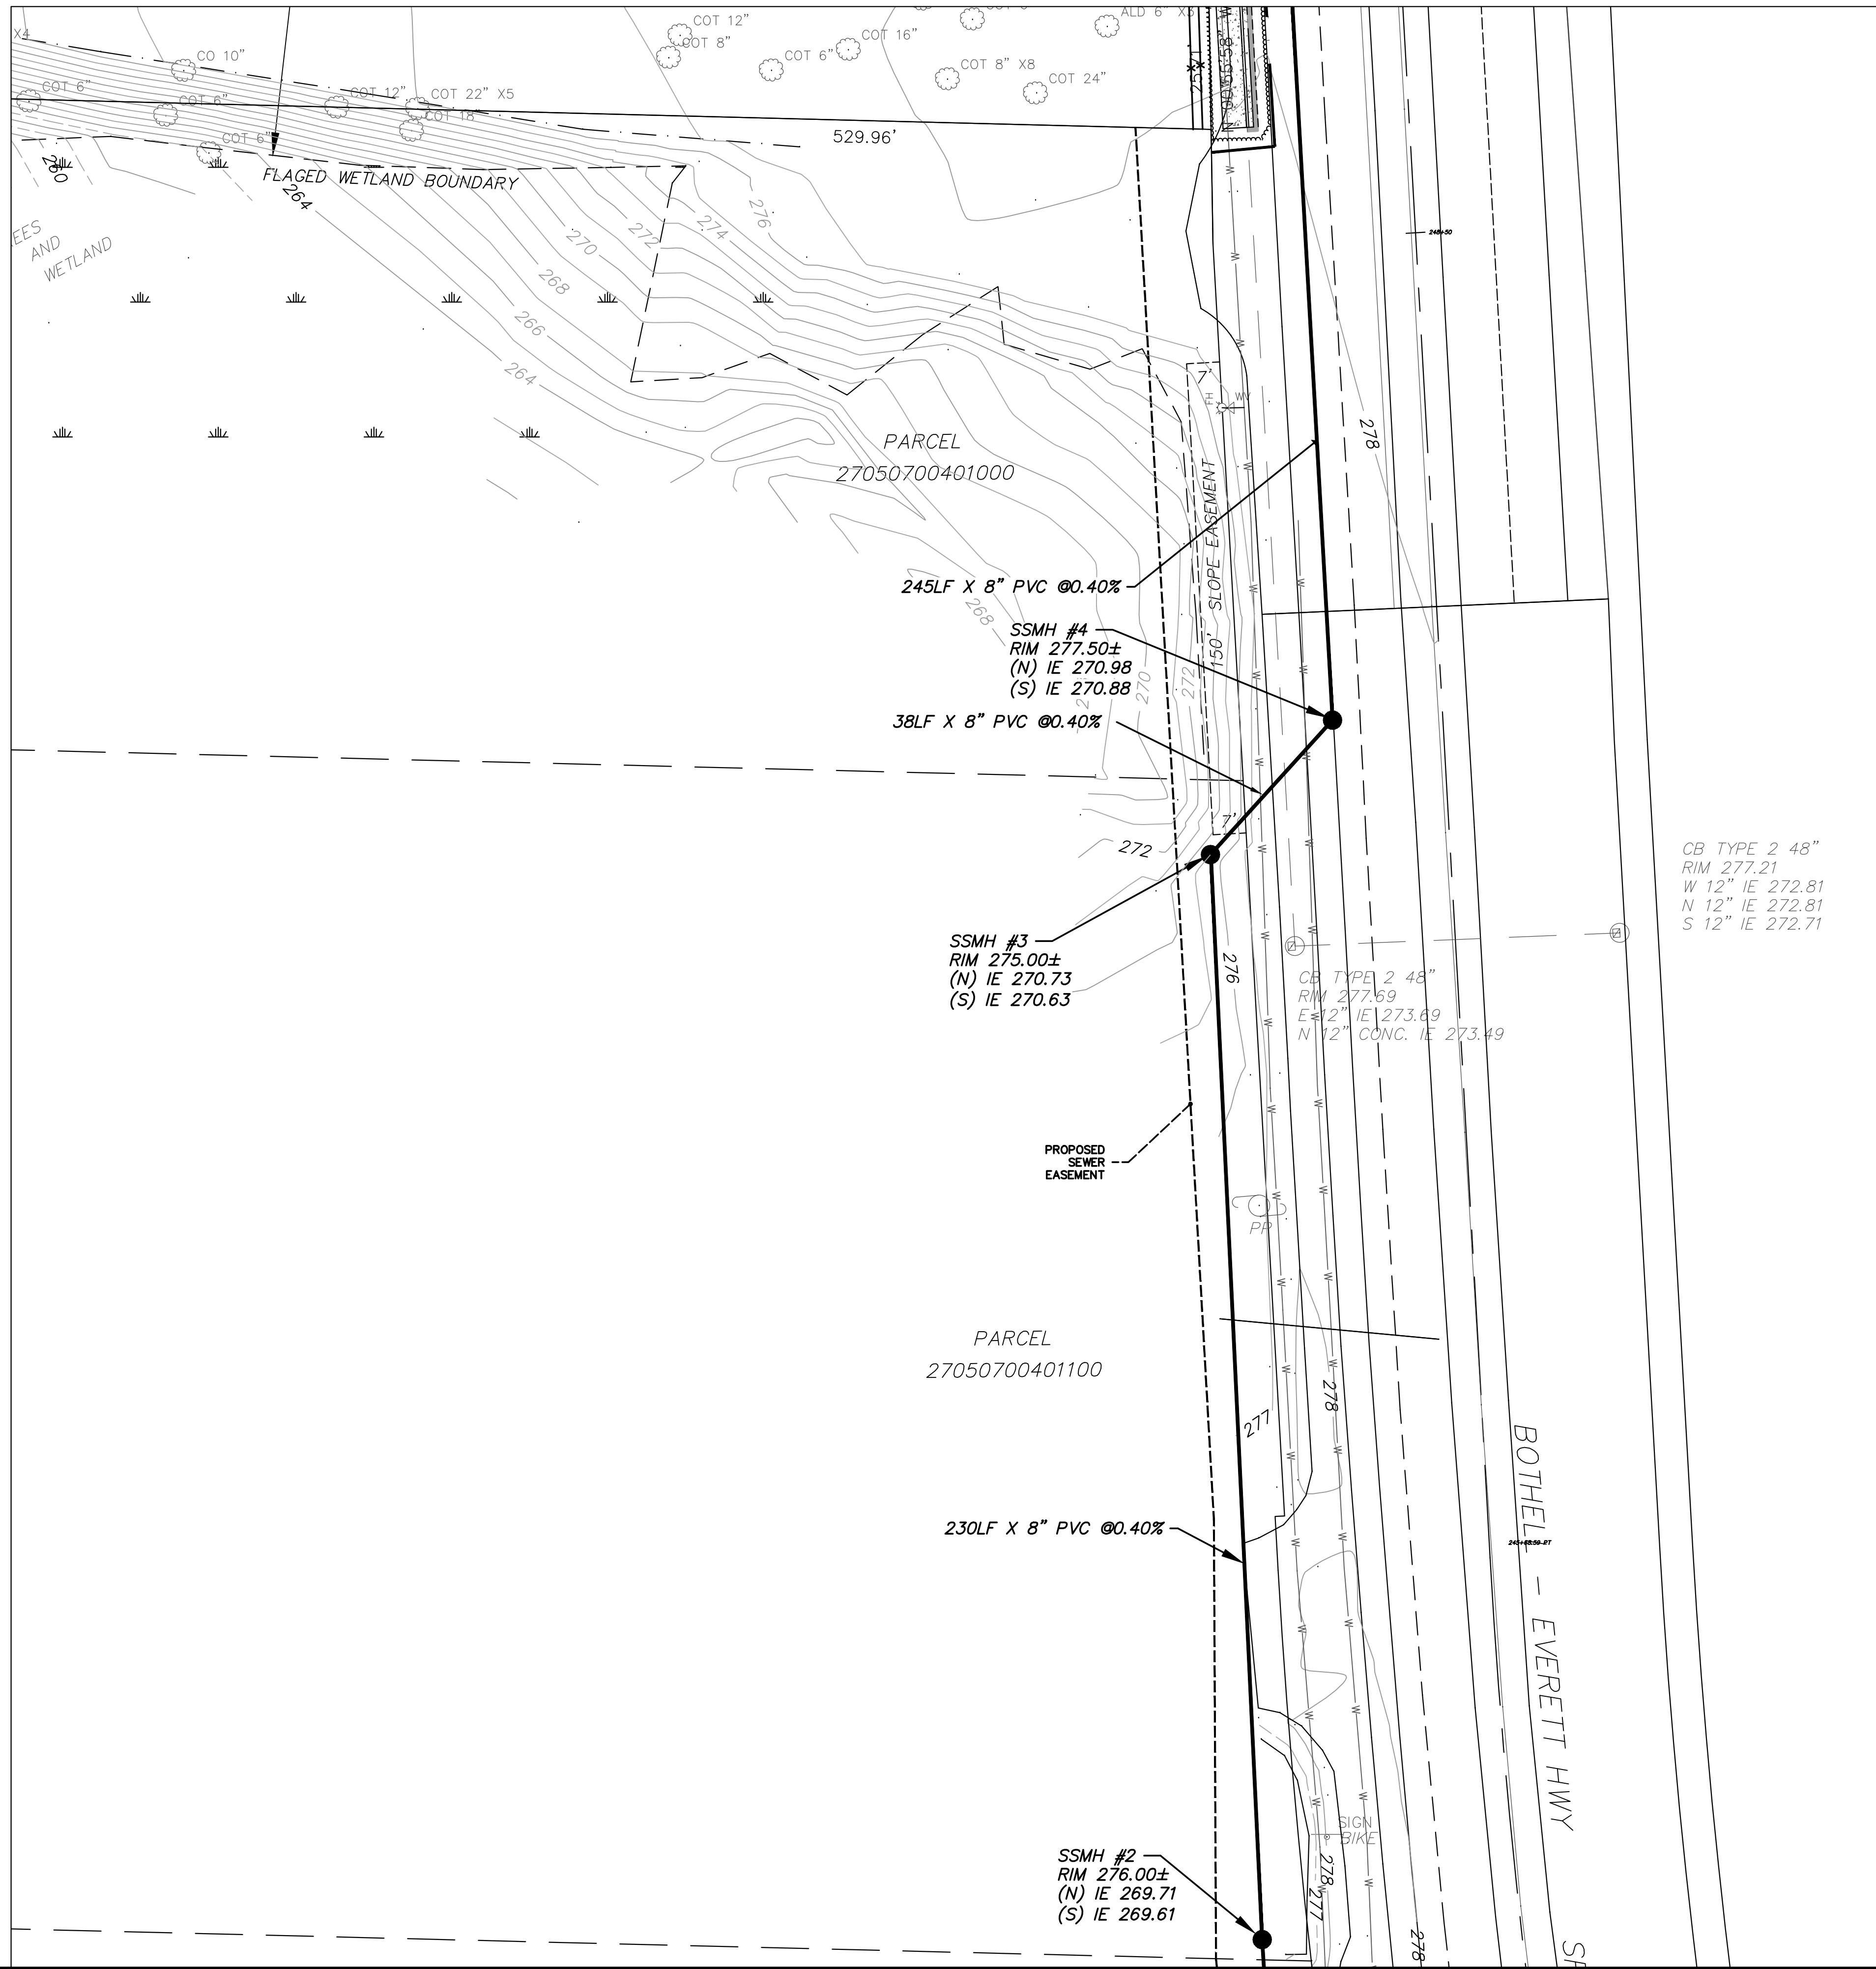 X4
CO 10"
COT 6"
COT 6"
COT 12"
COT 22" X5
COT 18"
COT 6"
COT 12"
COT 8"
COT 6"
COT 16"
COT 8" X8
COT 24"
ALD 6" X3
529.96'
FLAGED WETLAND BOUNDARY
260
264
AND
WETLAND
276
274
272
270
268
266
264
248+50
7'
FH
WV
278
PARCEL
27050700401000
150' SLOPE EASEMENT
245LF X 8" PVC @0.40%
268
SSMH #4
RIM 277.50±
(N) IE 270.98
(S) IE 270.88
270
272
38LF X 8" PVC @0.40%
7'
272
CB TYPE 2 48"
RIM 277.21
W 12" IE 272.81
N 12" IE 272.81
S 12" IE 272.71
SSMH #3
RIM 275.00±
(N) IE 270.73
(S) IE 270.63
276
CB TYPE 2 48"
RIM 277.69
E 12" IE 273.69
N 12" CONC. IE 273.49
PROPOSED
SEWER
EASEMENT
PP
PARCEL
27050700401100
277
278
BOTHELL - EVERETT HWY
230LF X 8" PVC @0.40%
SIGN
BIKE
SSMH #2
RIM 276.00±
(N) IE 269.71
(S) IE 269.61
278
277
278